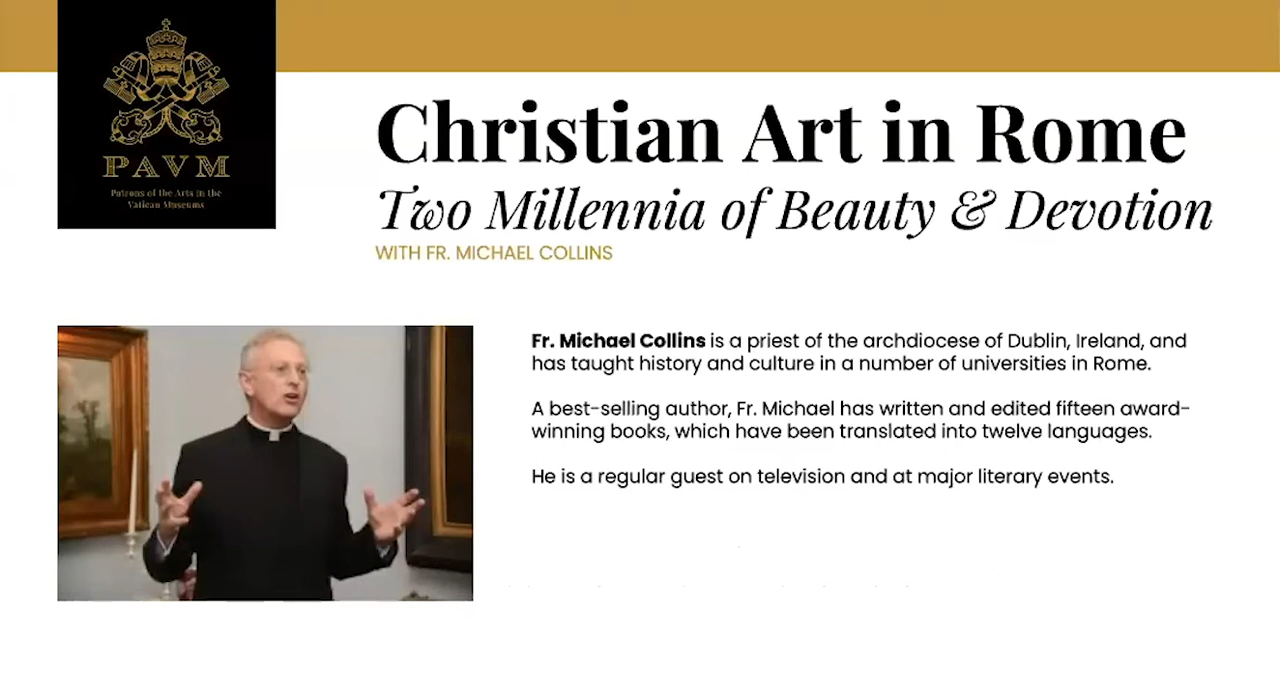 PAVM
Patrons of the Arts in the
Vatican Museums
Christian Art in Rome
Two Millennia of Beauty & Devotion
WITH FR. MICHAEL COLLINS
Fr. Michael Collins is a priest of the archdiocese of Dublin, Ireland, and
has taught history and culture in a number of universities in Rome.
A best-selling author, Fr. Michael has written and edited fifteen award-
winning books, which have been translated into twelve languages.
He is a regular guest on television and at major literary events.